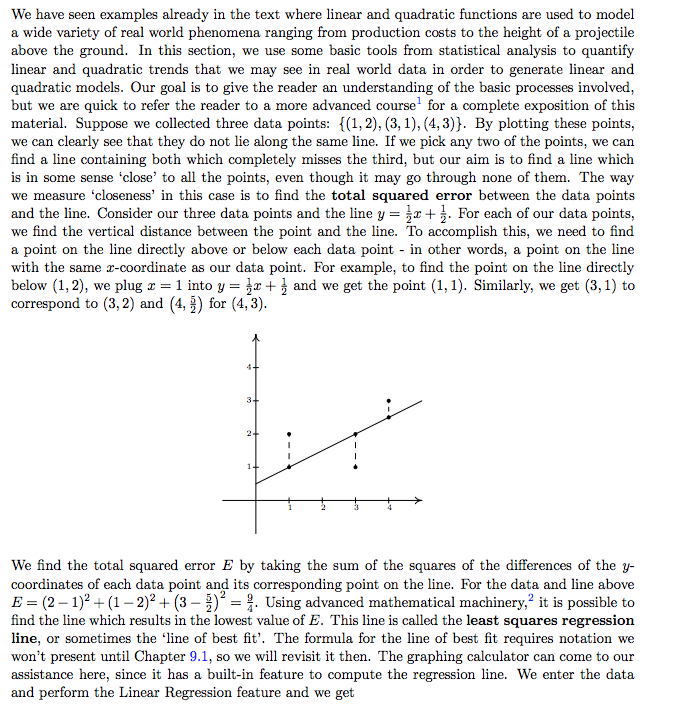 We have seen examples already in the text where linear and quadratic functions are used to model
a wide variety of real world phenomena ranging from production costs to the height of a projectile
above the ground. In this section, we use some basic tools from statistical analysis to quantify
linear and quadratic trends that we may see in real world data in order to generate linear and
quadratic models. Our goal is to give the reader an understanding of the basic processes involved,
but we are quick to refer the reader to a more advanced course¹ for a complete exposition of this
material. Suppose we collected three data points: {(1, 2), (3, 1), (4, 3)}. By plotting these points,
we can clearly see that they do not lie along the same line. If we pick any two of the points, we can
find a line containing both which completely misses the third, but our aim is to find a line which
is in some sense ‘close’ to all the points, even though it may go through none of them. The way
we measure ‘closeness’ in this case is to find the total squared error between the data points
and the line. Consider our three data points and the line y = ½x + ½. For each of our data points,
we find the vertical distance between the point and the line. To accomplish this, we need to find
a point on the line directly above or below each data point - in other words, a point on the line
with the same x-coordinate as our data point. For example, to find the point on the line directly
below (1, 2), we plug x = 1 into y = ½x + ½ and we get the point (1, 1). Similarly, we get (3, 1) to
correspond to (3, 2) and (4, 5/2) for (4, 3).
4
3
2
1
1 2 3 4
We find the total squared error E by taking the sum of the squares of the differences of the y-
coordinates of each data point and its corresponding point on the line. For the data and line above
E = (2 − 1)² + (1 − 2)² + (3 − 5/2)² = 9/4. Using advanced mathematical machinery,² it is possible to
find the line which results in the lowest value of E. This line is called the least squares regression
line, or sometimes the ‘line of best fit’. The formula for the line of best fit requires notation we
won’t present until Chapter 9.1, so we will revisit it then. The graphing calculator can come to our
assistance here, since it has a built-in feature to compute the regression line. We enter the data
and perform the Linear Regression feature and we get